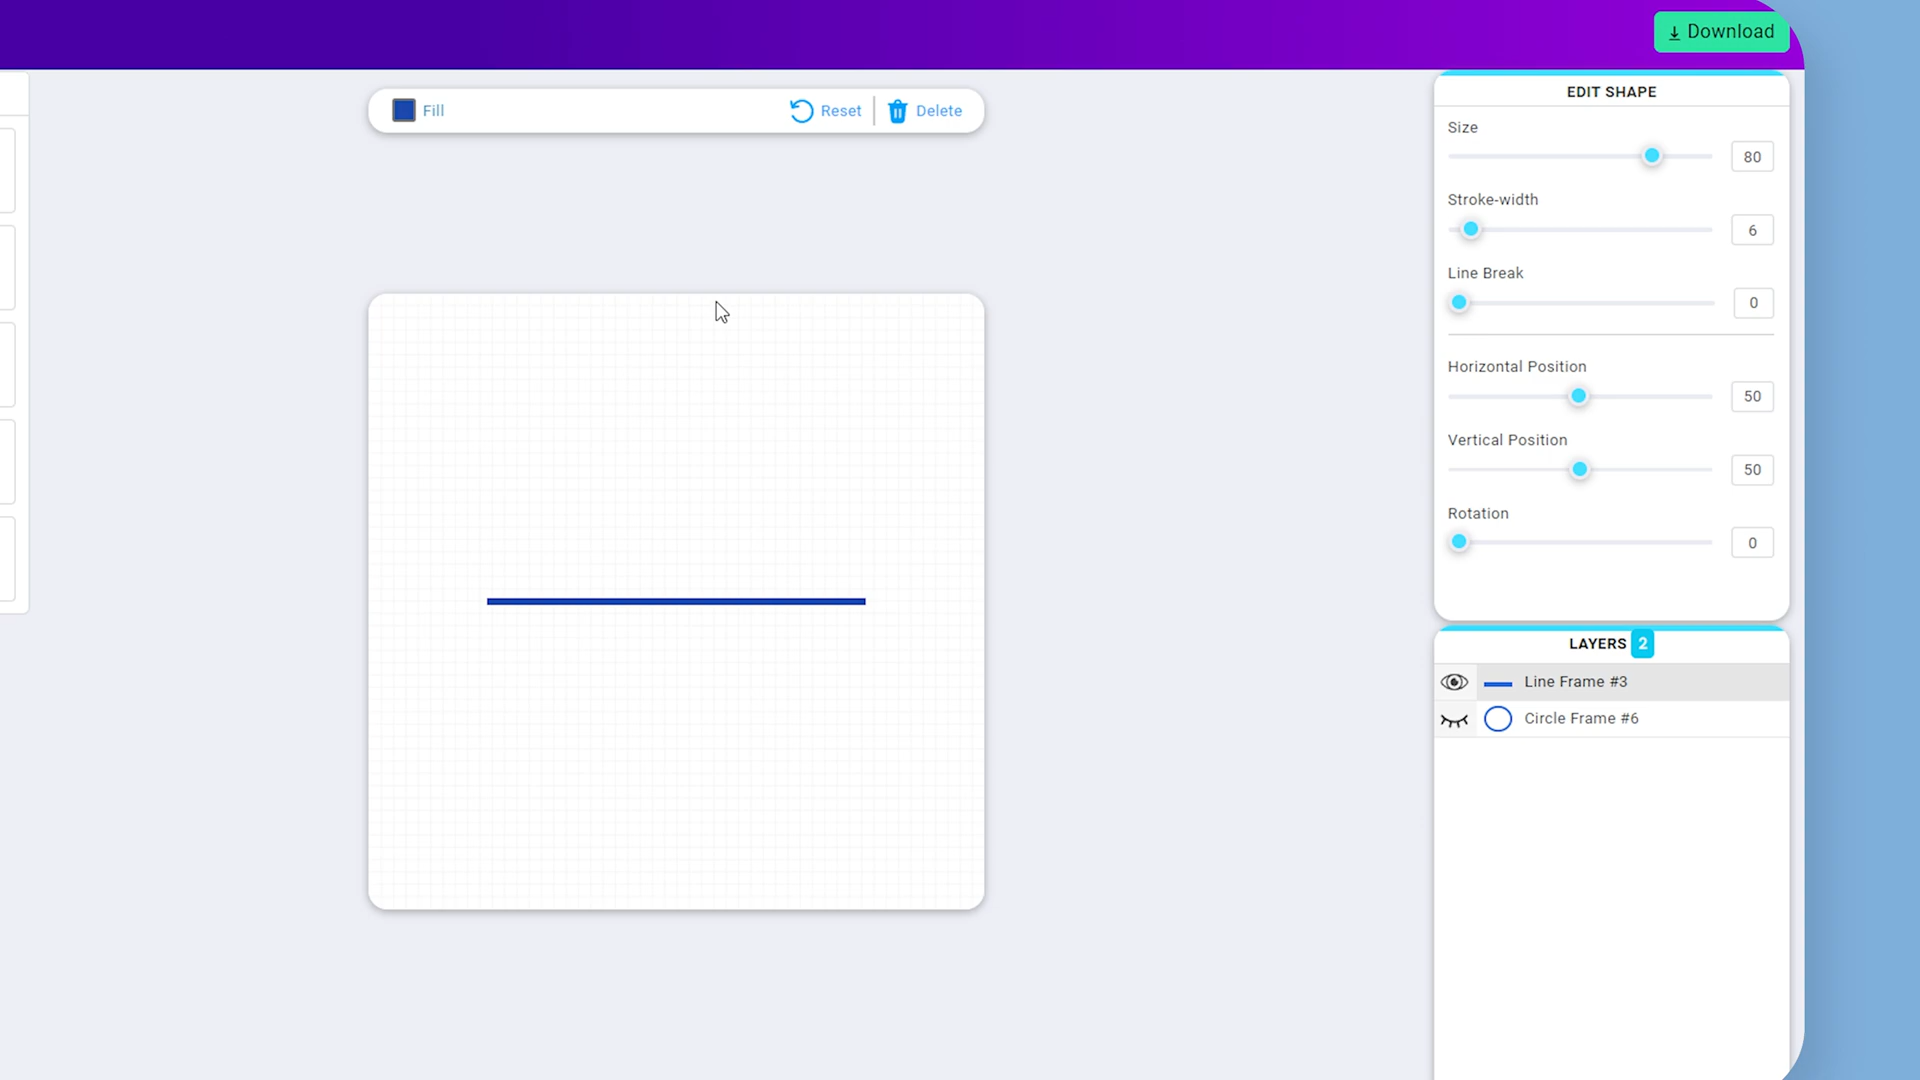 Download
Fill
Reset
Delete
EDIT SHAPE
Size
80
Stroke-width
6
Line Break
0
Horizontal Position
50
Vertical Position
50
Rotation
0
LAYERS 2
Line Frame #3
Circle Frame #6